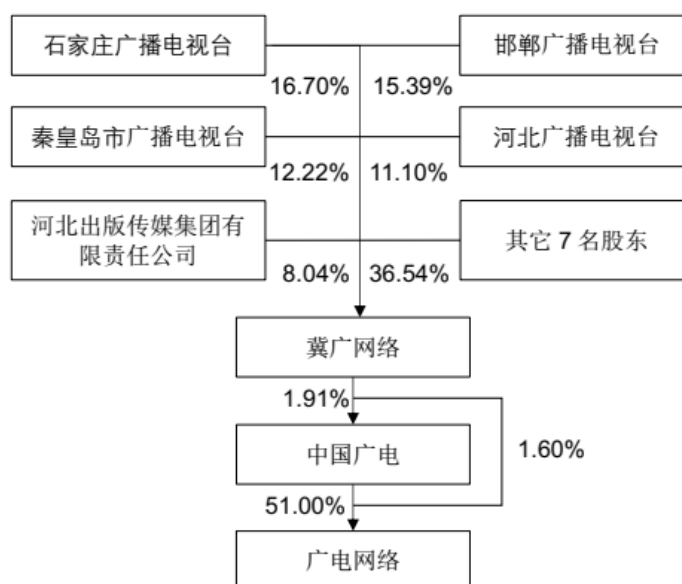 石家庄广播电视台
邯郸广播电视台
16.70%
15.39%
秦皇岛市广播电视台
河北广播电视台
12.22%
11.10%
河北出版传媒集团有
限责任公司
其它 7 名股东
8.04%
36.54%
冀广网络
1.91%
中国广电
1.60%
51.00%
广电网络